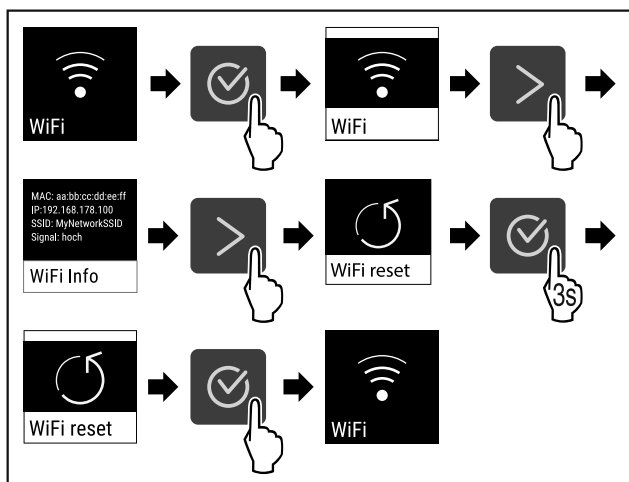 WiFi
WiFi
MAC: aa:bb:cc:dd:ee:ff
IP:192.168.178.100
SSID: MyNetworkSSID
Signal: hoch
WiFi Info
WiFi reset
3s
WiFi reset
WiFi